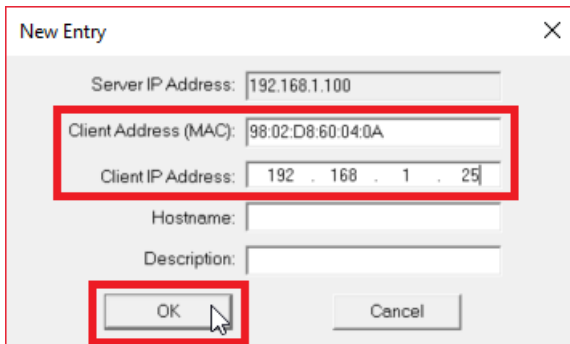 New Entry
Server IP Address: 192.168.1.100
Client Address (MAC): 98:02:D8:60:04:0A
Client IP Address: 192 . 168 . 1 . 25
Hostname:
Description:
OK Cancel